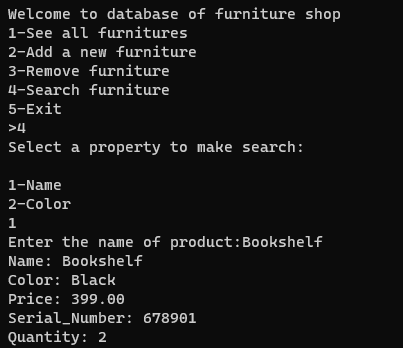 Welcome to database of furniture shop
1-See all furnitures
2-Add a new furniture
3-Remove furniture
4-Search furniture
5-Exit
>4
Select a property to make search:
1-Name
2-Color
1
Enter the name of product:Bookshelf
Name: Bookshelf
Color: Black
Price: 399.00
Serial_Number: 678901
Quantity: 2